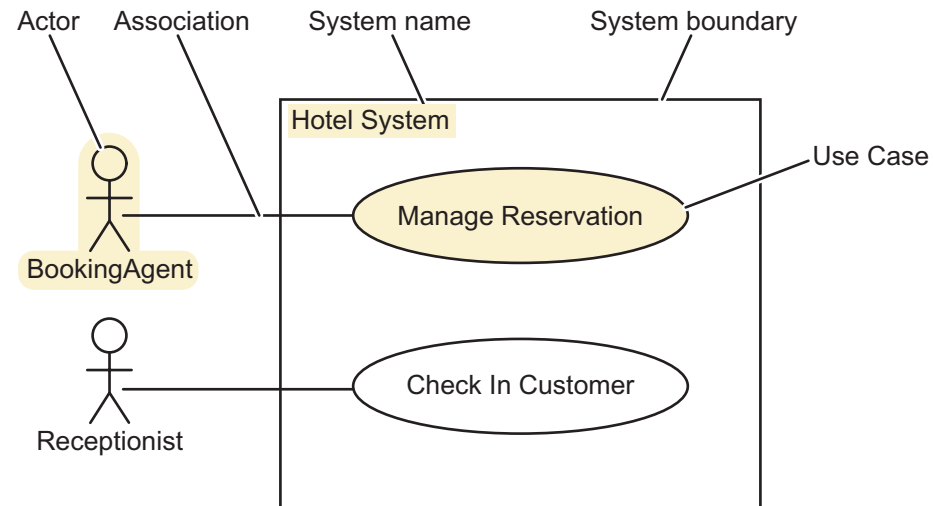 Actor
Association
System name
System boundary
Hotel System
Use Case
Manage Reservation
BookingAgent
Check In Customer
Receptionist